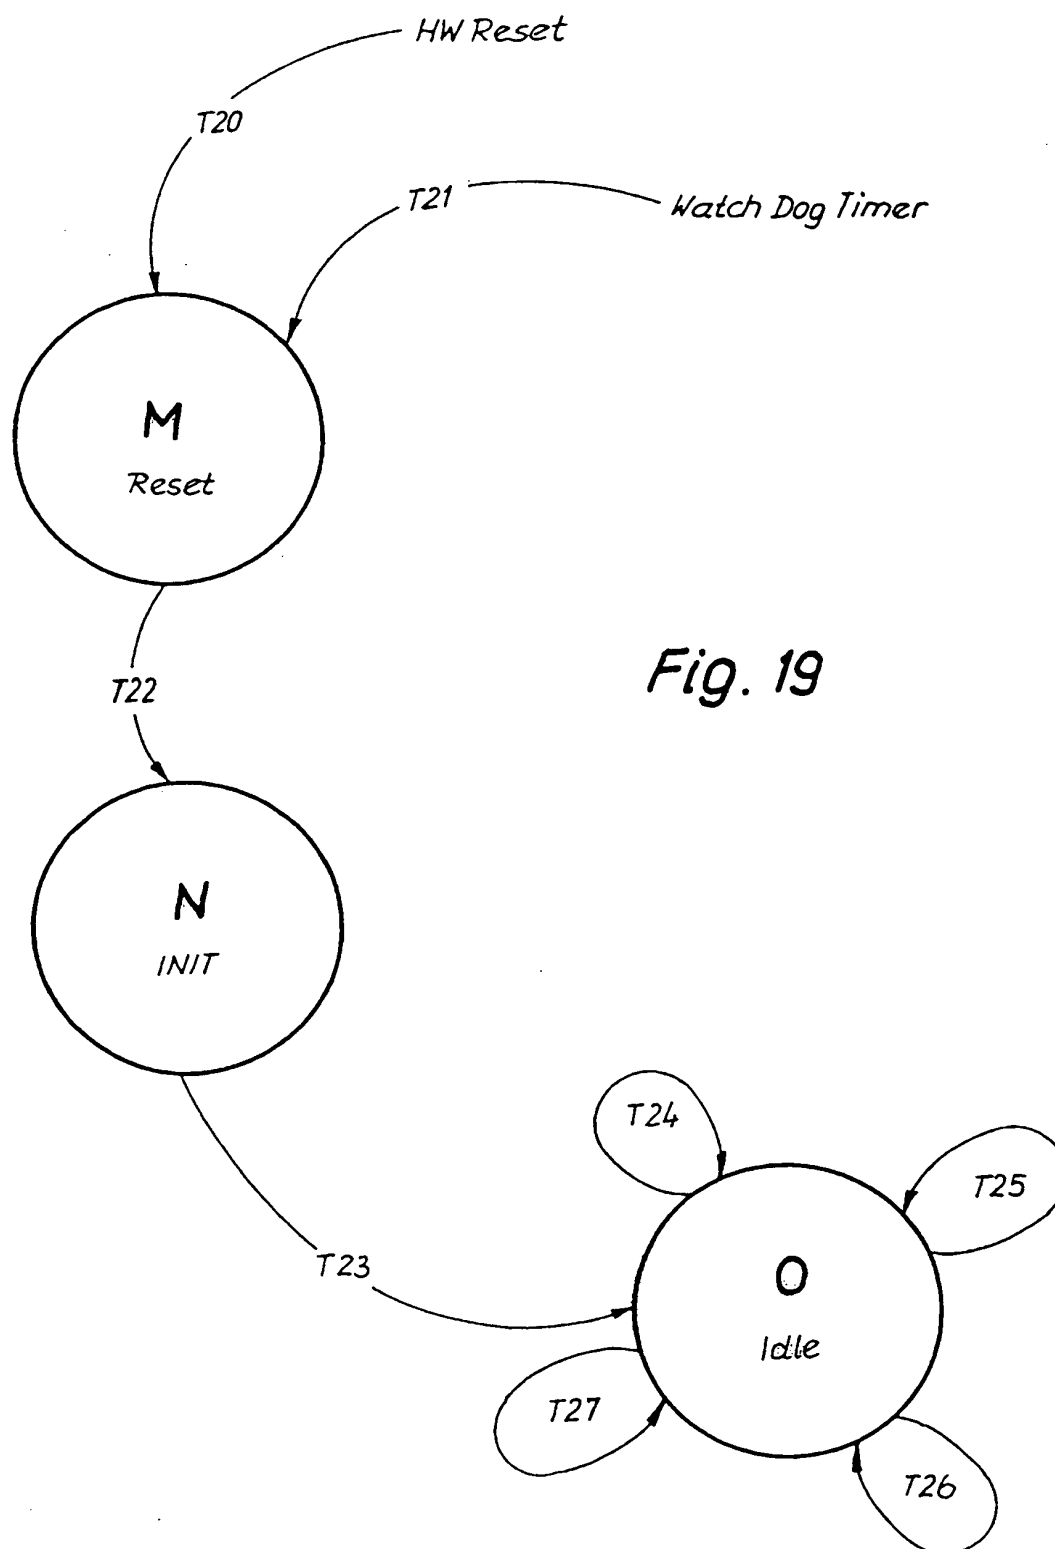 HW Reset
T20
T21
Watch Dog Timer
M
Reset
T22
Fig. 19
N
INIT
T24
T25
T23
O
Idle
T27
T26